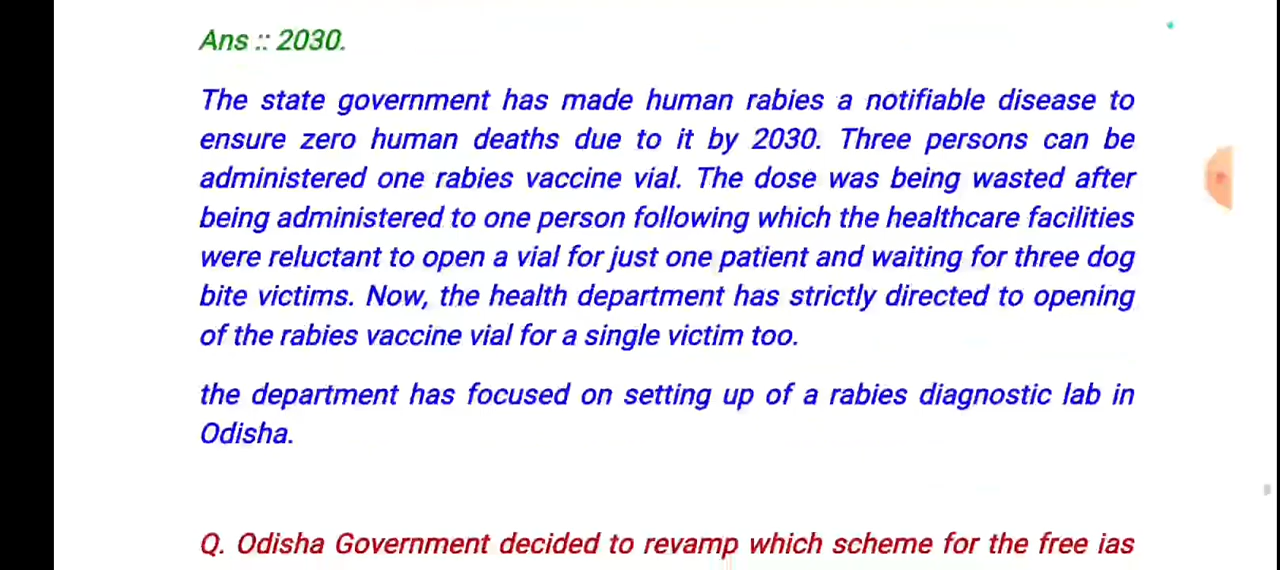 Ans :: 2030.
The state government has made human rabies a notifiable disease to
ensure zero human deaths due to it by 2030. Three persons can be
administered one rabies vaccine vial. The dose was being wasted after
being administered to one person following which the healthcare facilities
were reluctant to open a vial for just one patient and waiting for three dog
bite victims. Now, the health department has strictly directed to opening
of the rabies vaccine vial for a single victim too.
the department has focused on setting up of a rabies diagnostic lab in
Odisha.
Q. Odisha Government decided to revamp which scheme for the free ias